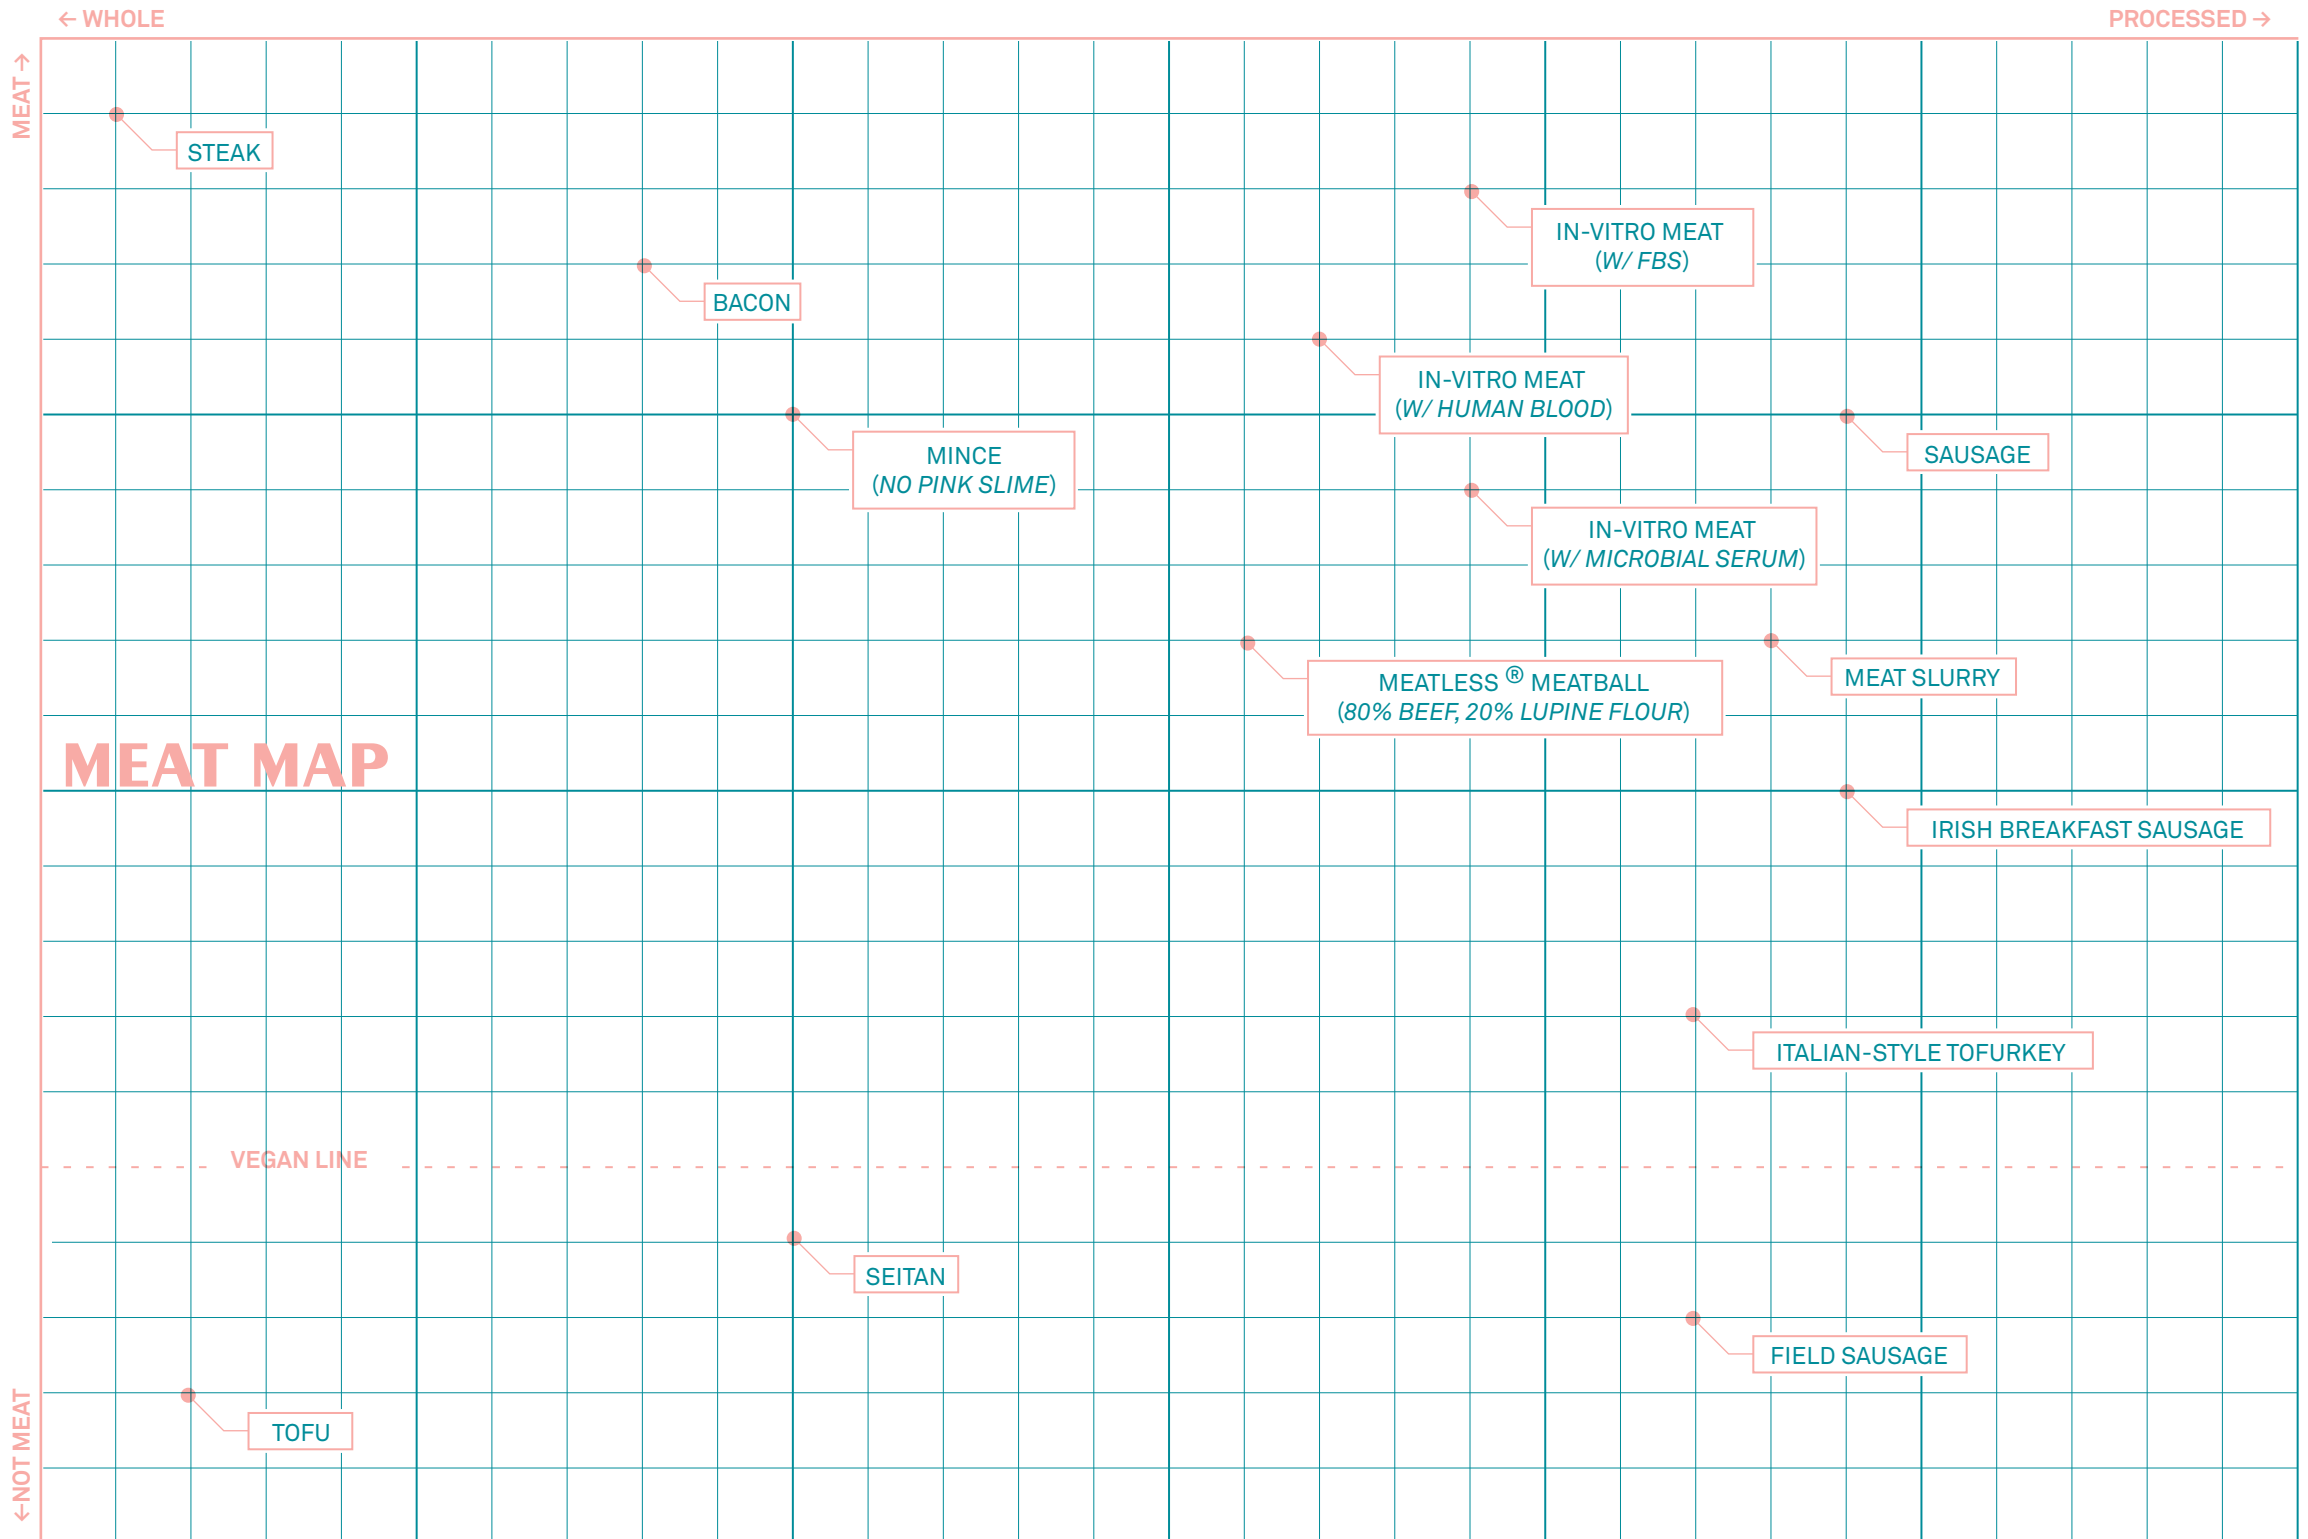 ← WHOLE
PROCESSED →
MEAT →
STEAK
IN-VITRO MEAT
(W/ FBS)
BACON
IN-VITRO MEAT
(W/ HUMAN BLOOD)
MINCE
(NO PINK SLIME)
SAUSAGE
IN-VITRO MEAT
(W/ MICROBIAL SERUM)
MEATLESS ® MEATBALL
(80% BEEF, 20% LUPINE FLOUR)
MEAT SLURRY
MEAT MAP
IRISH BREAKFAST SAUSAGE
ITALIAN-STYLE TOFURKEY
VEGAN LINE
SEITAN
FIELD SAUSAGE
TOFU
←NOT MEAT